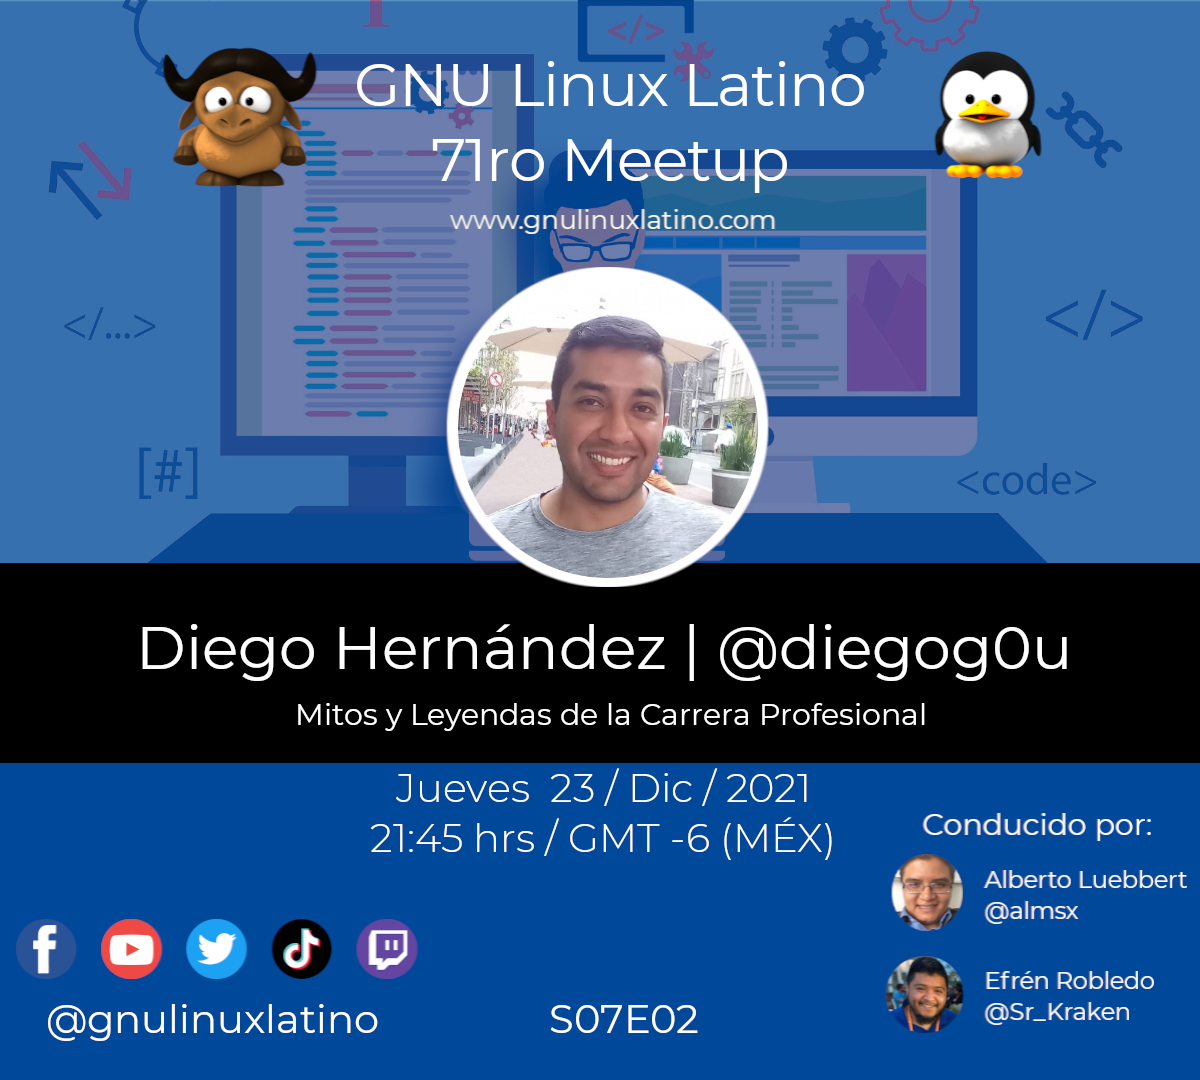 </>
GNU Linux Latino
71ro Meetup
www.gnulinuxlatino.com
</...>
</>
[#]
<code>
Diego Hernández | @diegog0u
Mitos y Leyendas de la Carrera Profesional
Jueves 23 / Dic / 2021
21:45 hrs / GMT -6 (MÉX)
Conducido por:
Alberto Luebbert
@almsx
Efrén Robledo
@Sr_Kraken
@gnulinuxlatino
S07E02